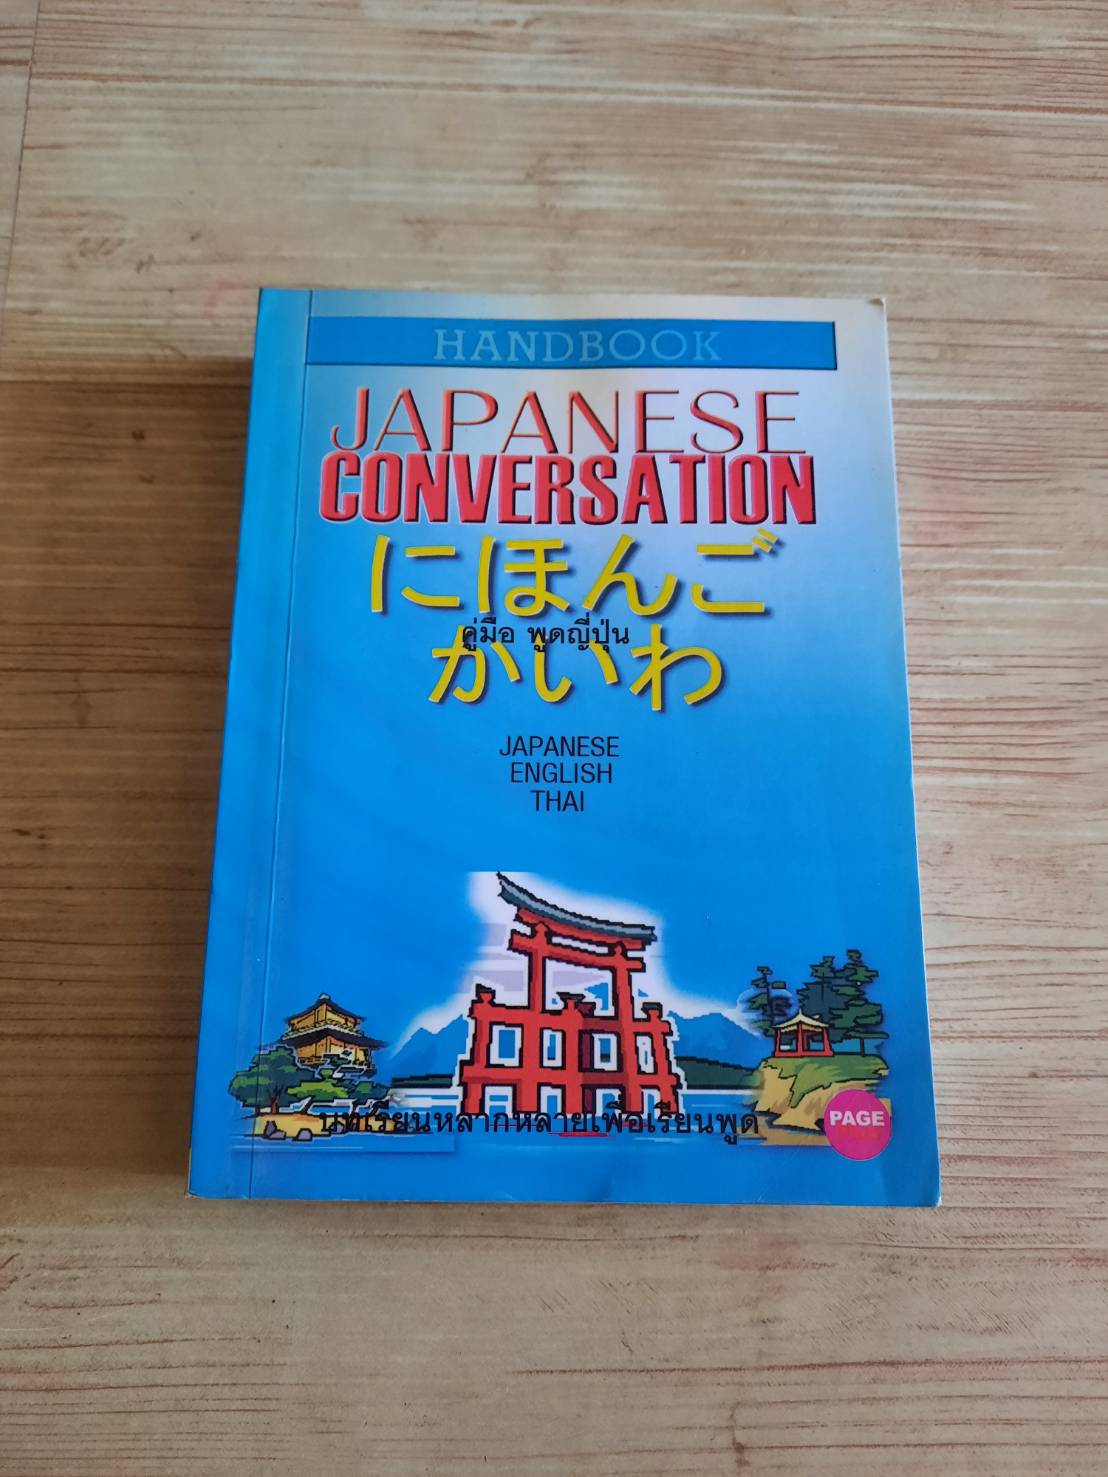 HANDBOOK
JAPANESE
CONVERSATION
にほんご
คู่มือ พูดญี่ปุ่น
かいわ
JAPANESE
ENGLISH
THAI
บทเรียนหลากหลายเพื่อเรียนพูด
PAGE